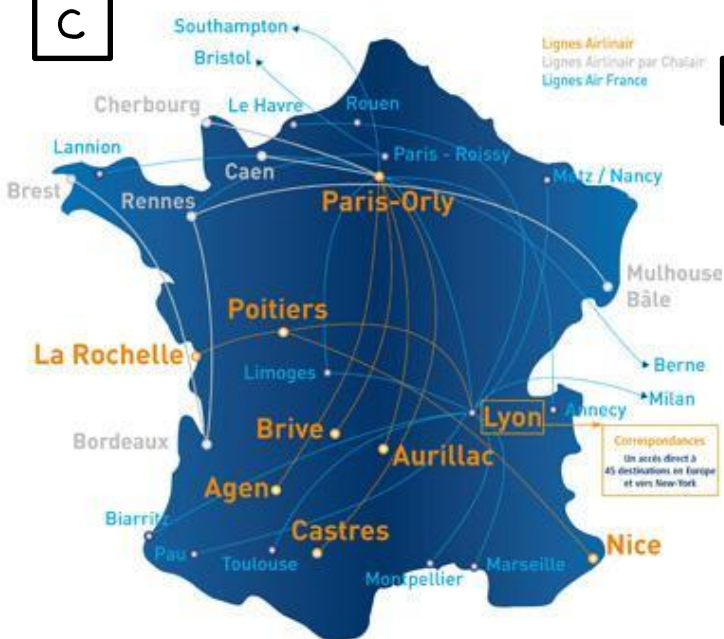 C
Southampton
Bristol
Lignes Airlinair
Lignes Airlinair par Chalair
Lignes Air France
Cherbourg
Le Havre
Rouen
Lannion
Caen
Paris - Roissy
Metz / Nancy
Brest
Rennes
Paris-Orly
Mulhouse
Bâle
Poitiers
La Rochelle
Limoges
Berne
Milan
Lyon
Annecy
Brive
Bordeaux
Aurillac
Correspondances
Un accès direct à
45 destinations en Europe
et vers New-York
Agen
Biarritz
Castres
Pau
Toulouse
Nice
Montpellier
Marseille